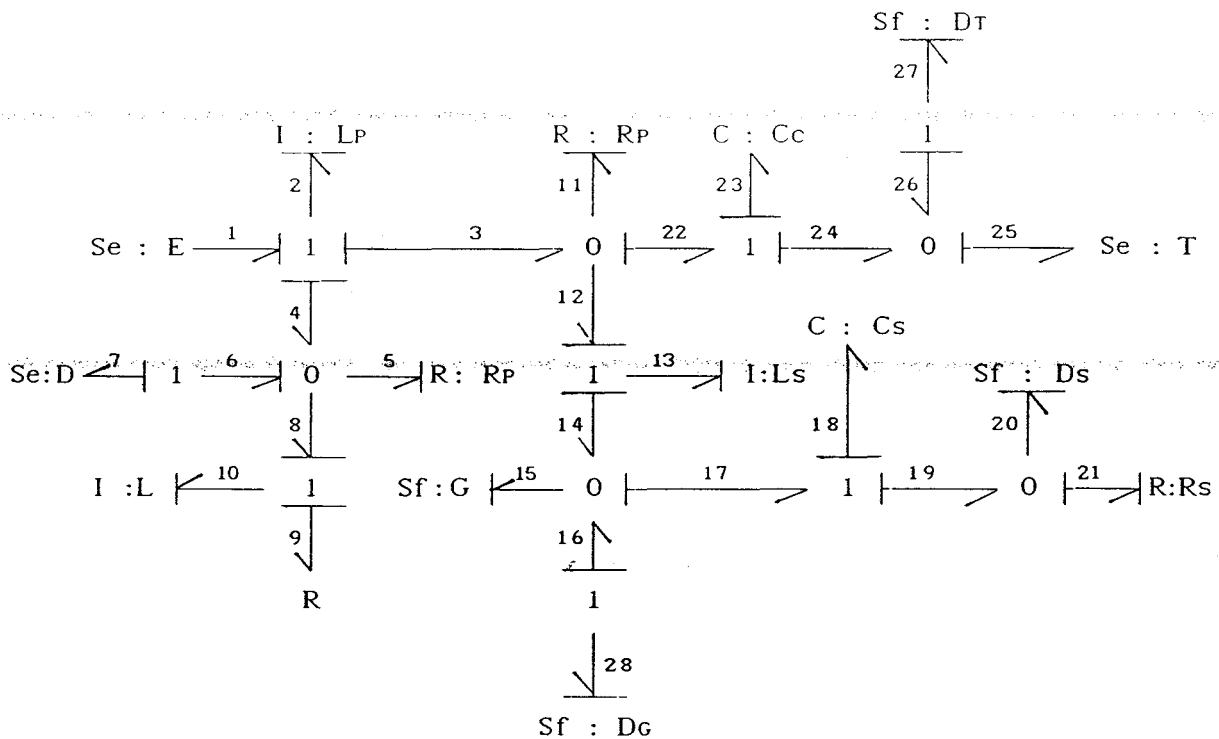 Sf : DT
27
I : LP
R : RP
C : Cc
1
2
11
23
26
Se : E
1
1
3
0
22
1
24
0
25
Se : T
4
12
C : Cs
Se:D
7
1
6
0
5
R: RP
1
13
I:Ls
Sf : Ds
8
14
18
20
I :L
10
1
Sf:G
15
0
17
1
19
0
21
R:Rs
9
16
R
1
28
Sf : DG